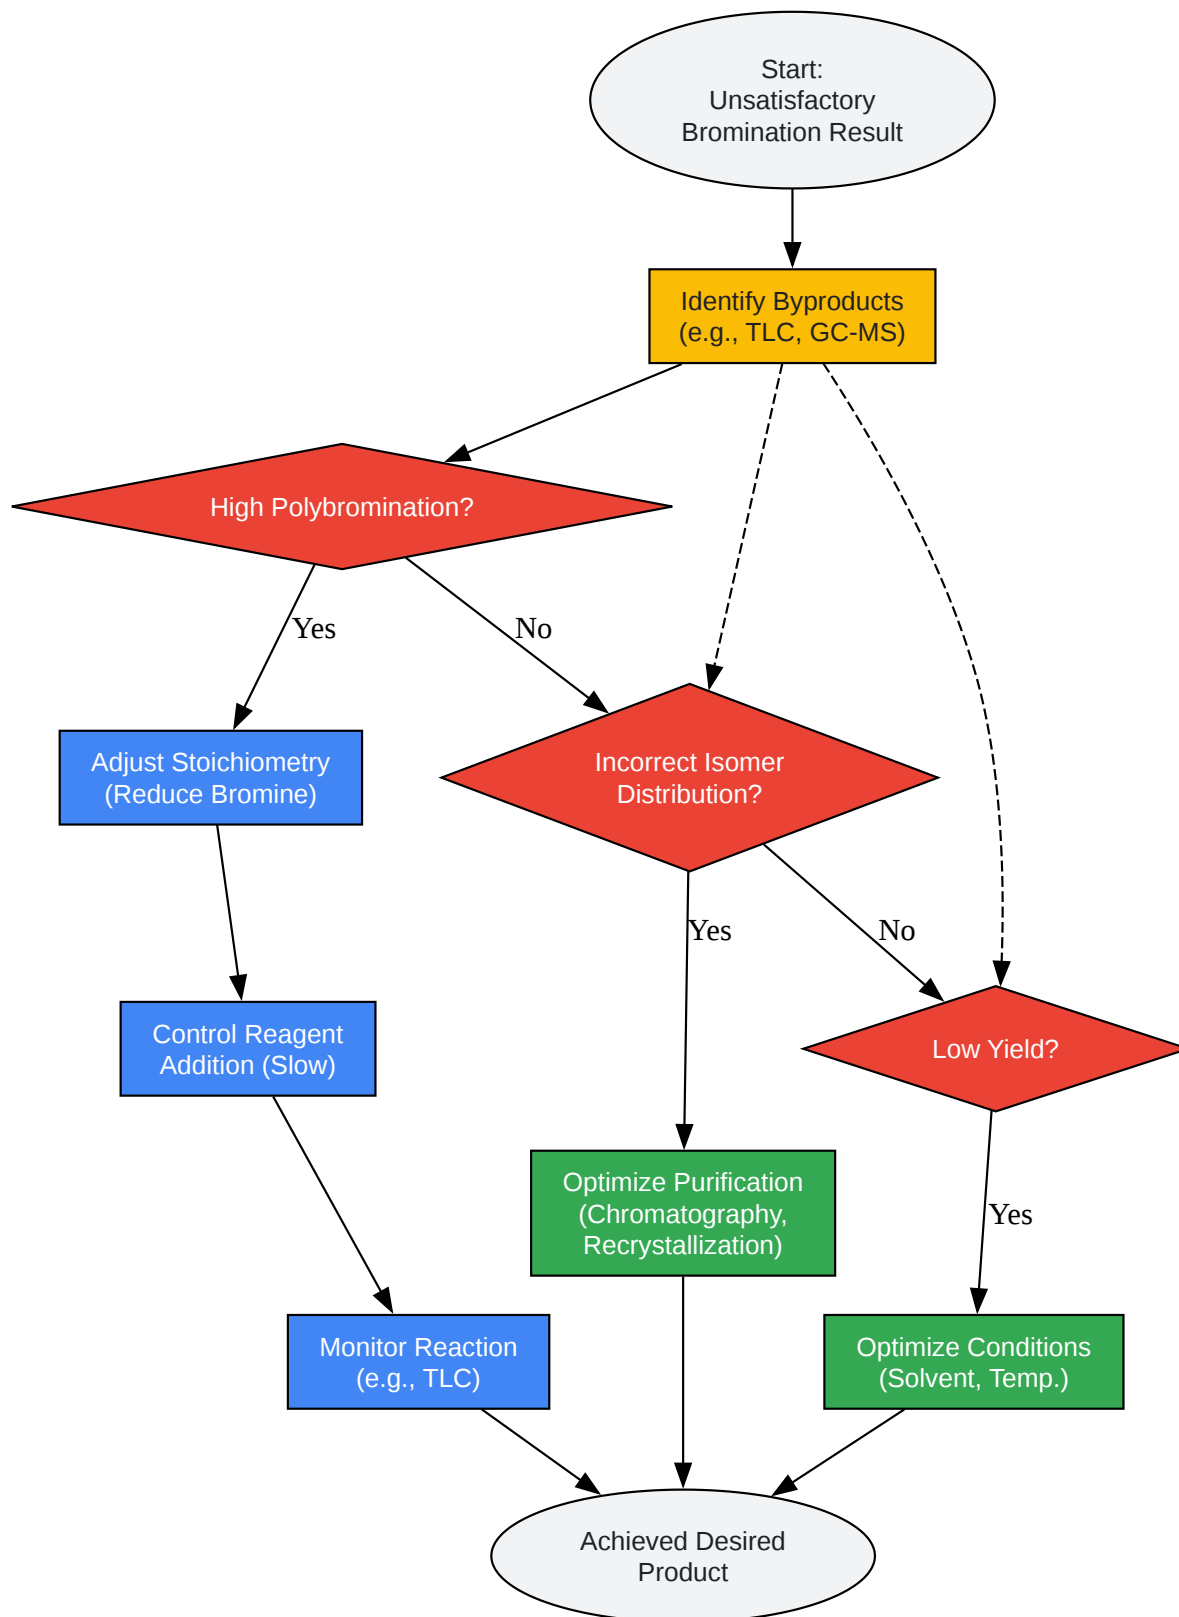 Start:
Unsatisfactory
Bromination Result
Identify Byproducts
(e.g., TLC, GC-MS)
High Polybromination?
Yes
No
Adjust Stoichiometry
(Reduce Bromine)
Incorrect Isomer
Distribution?
Yes
No
Control Reagent
Addition (Slow)
Low Yield?
Optimize Purification
(Chromatography,
Recrystallization)
Yes
Monitor Reaction
(e.g., TLC)
Optimize Conditions
(Solvent, Temp.)
Achieved Desired
Product